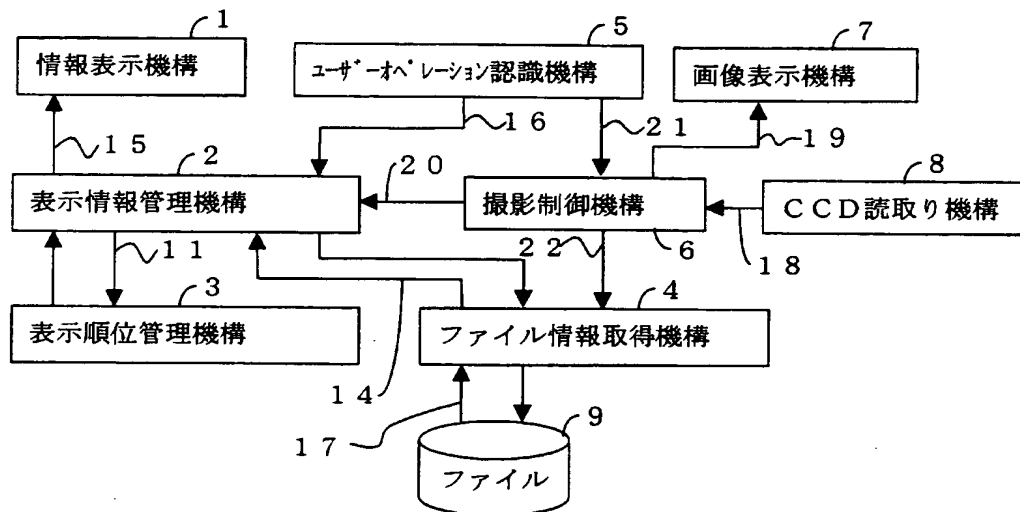 1
情報表示機構
5
ユーザーオペレーション認識機構
7
画像表示機構
15
16
21
19
2
表示情報管理機構
20
撮影制御機構
6
8
CCD読取り機構
18
11
22
3
表示順位管理機構
14
4
ファイル情報取得機構
17
9
ファイル